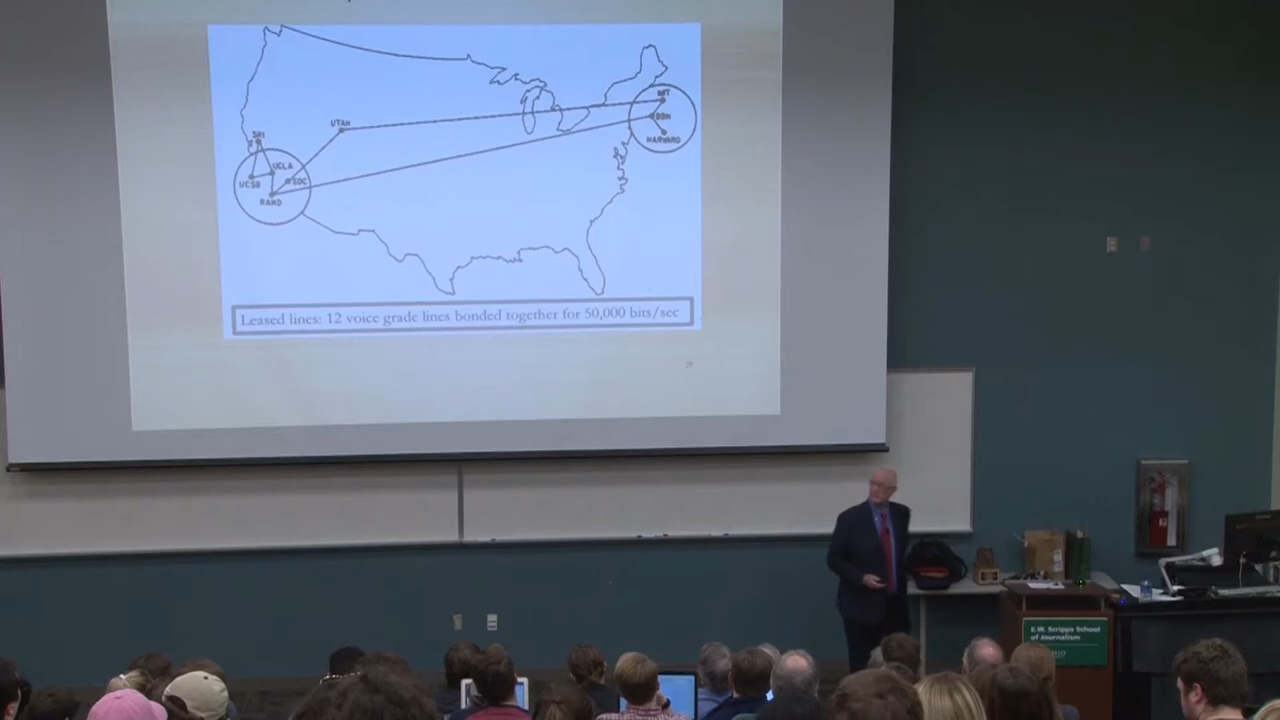 MIT
BBN
HARVARD
UTAH
SRI
UCLA
UCSB
SDC
RAND
Leased lines: 12 voice grade lines bonded together for 50,000 bits/sec
E.W. Scripps School
of Journalism